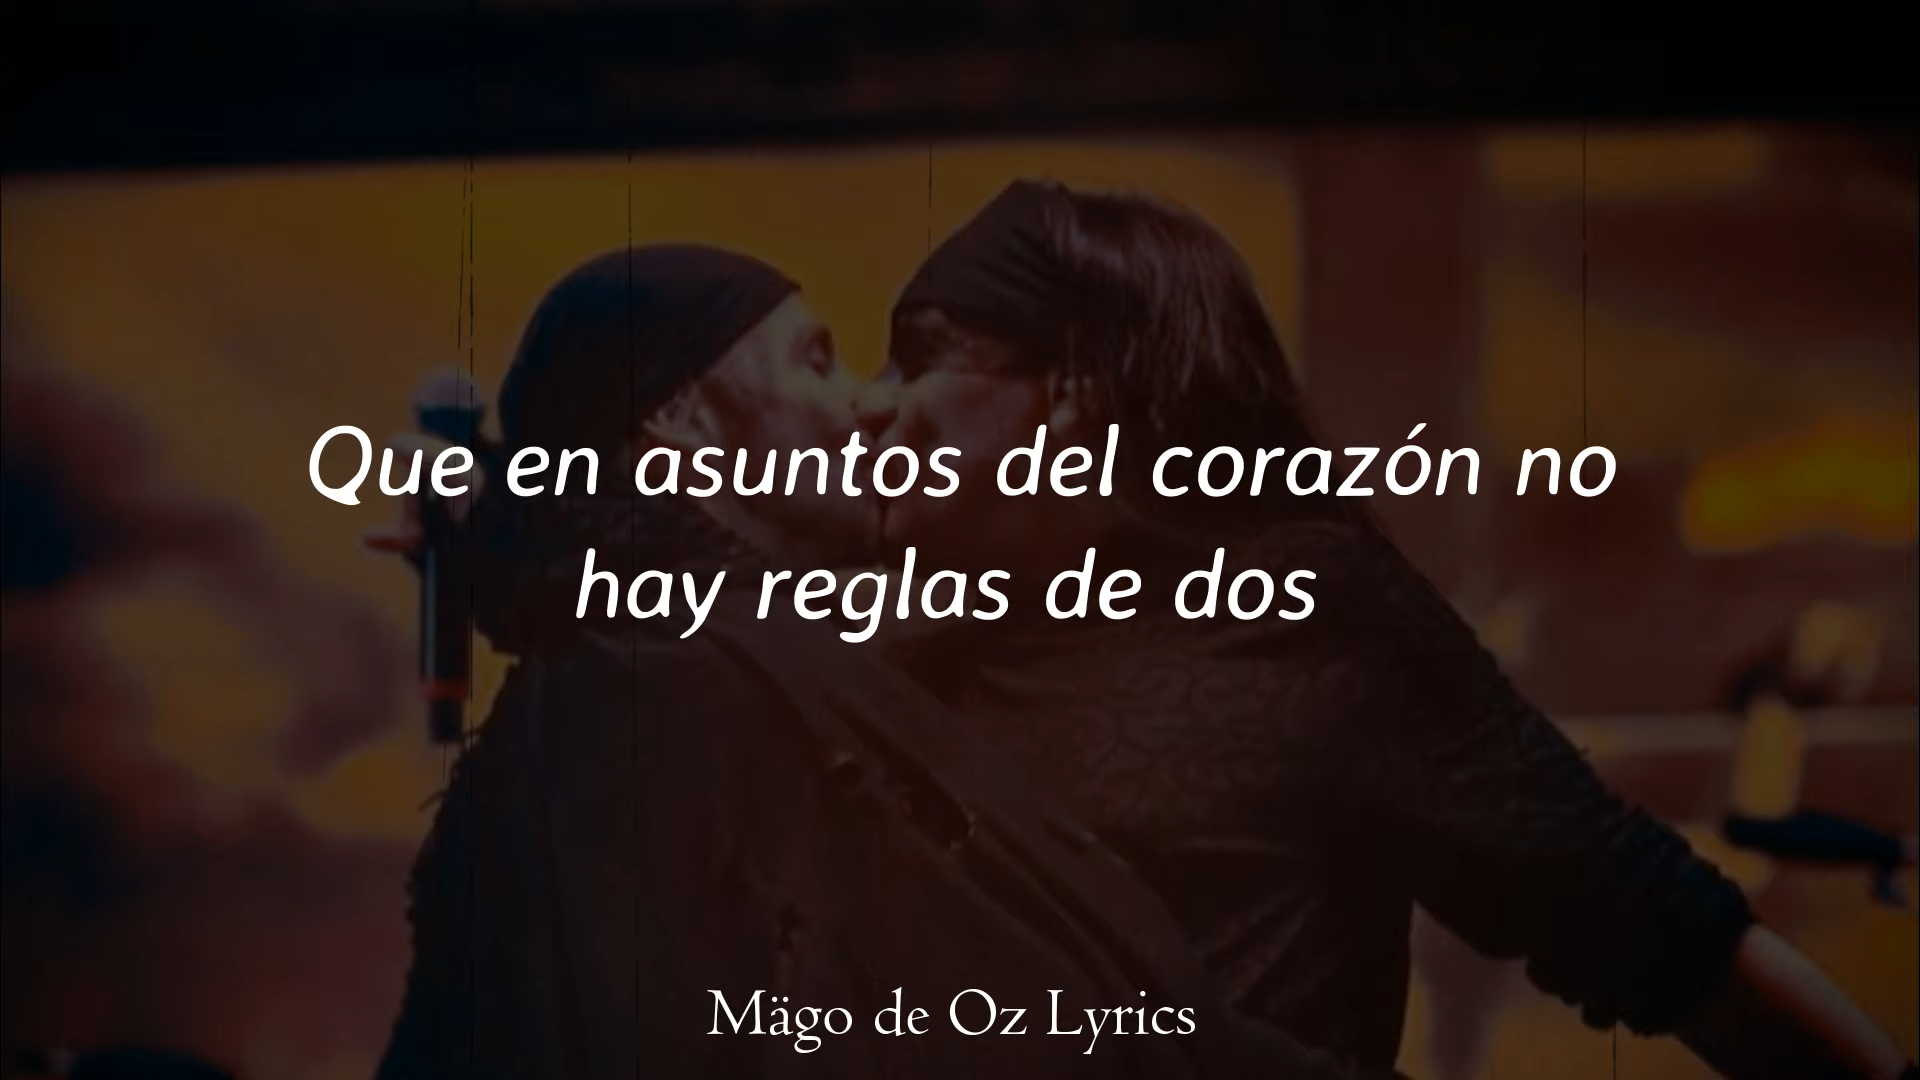 Que en asuntos del corazón no
hay reglas de dos
Mägo de Oz Lyrics